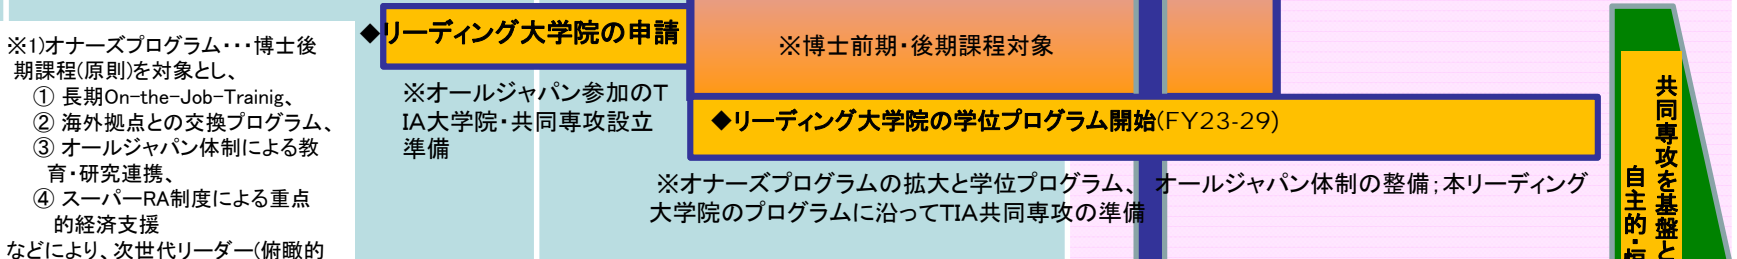 ※1)オナーズプログラム・・・博士後
期課程(原則)を対象とし、
① 長期On-the-Job-Trainig、
② 海外拠点との交換プログラム、
③ オールジャパン体制による教
育・研究連携、
④ スーパーRA制度による重点
的経済支援
などにより、次世代リーダー(俯瞰的
◆リーディング大学院の申請
※オールジャパン参加のT
IA大学院・共同専攻設立
準備
※博士前期・後期課程対象
◆リーディング大学院の学位プログラム開始(FY23-29)
※オナーズプログラムの拡大と学位プログラム、 オールジャパン体制の整備;本リーディング
大学院のプログラムに沿ってTIA共同専攻の準備
共同専攻を基盤と
自主的・恒